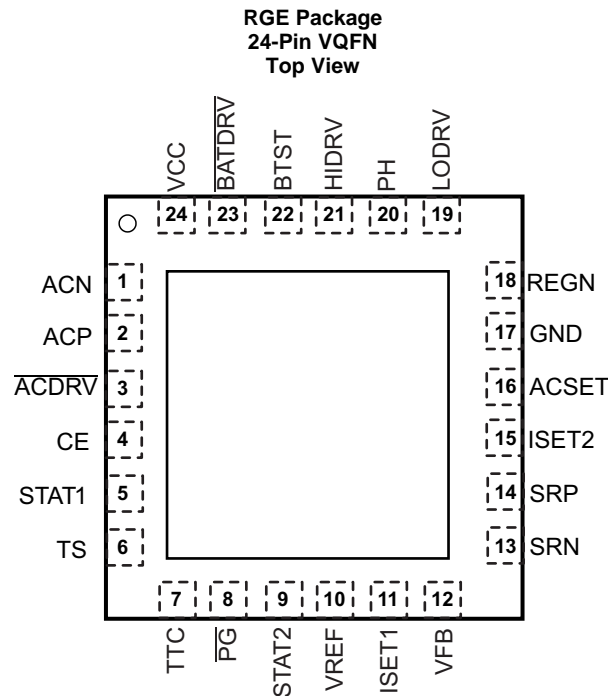 RGE Package
24-Pin VQFN
Top View
VCC
BATDRV
BTST
HIDRV
PH
LODRV
24
23
22
21
20
19
ACN 1
18 REGN
ACP 2
17 GND
ACDRV 3
16 ACSET
CE 4
15 ISET2
STAT1 5
14 SRP
TS 6
13 SRN
7
8
9
10
11
12
TTC
PG
STAT2
VREF
ISET1
VFB